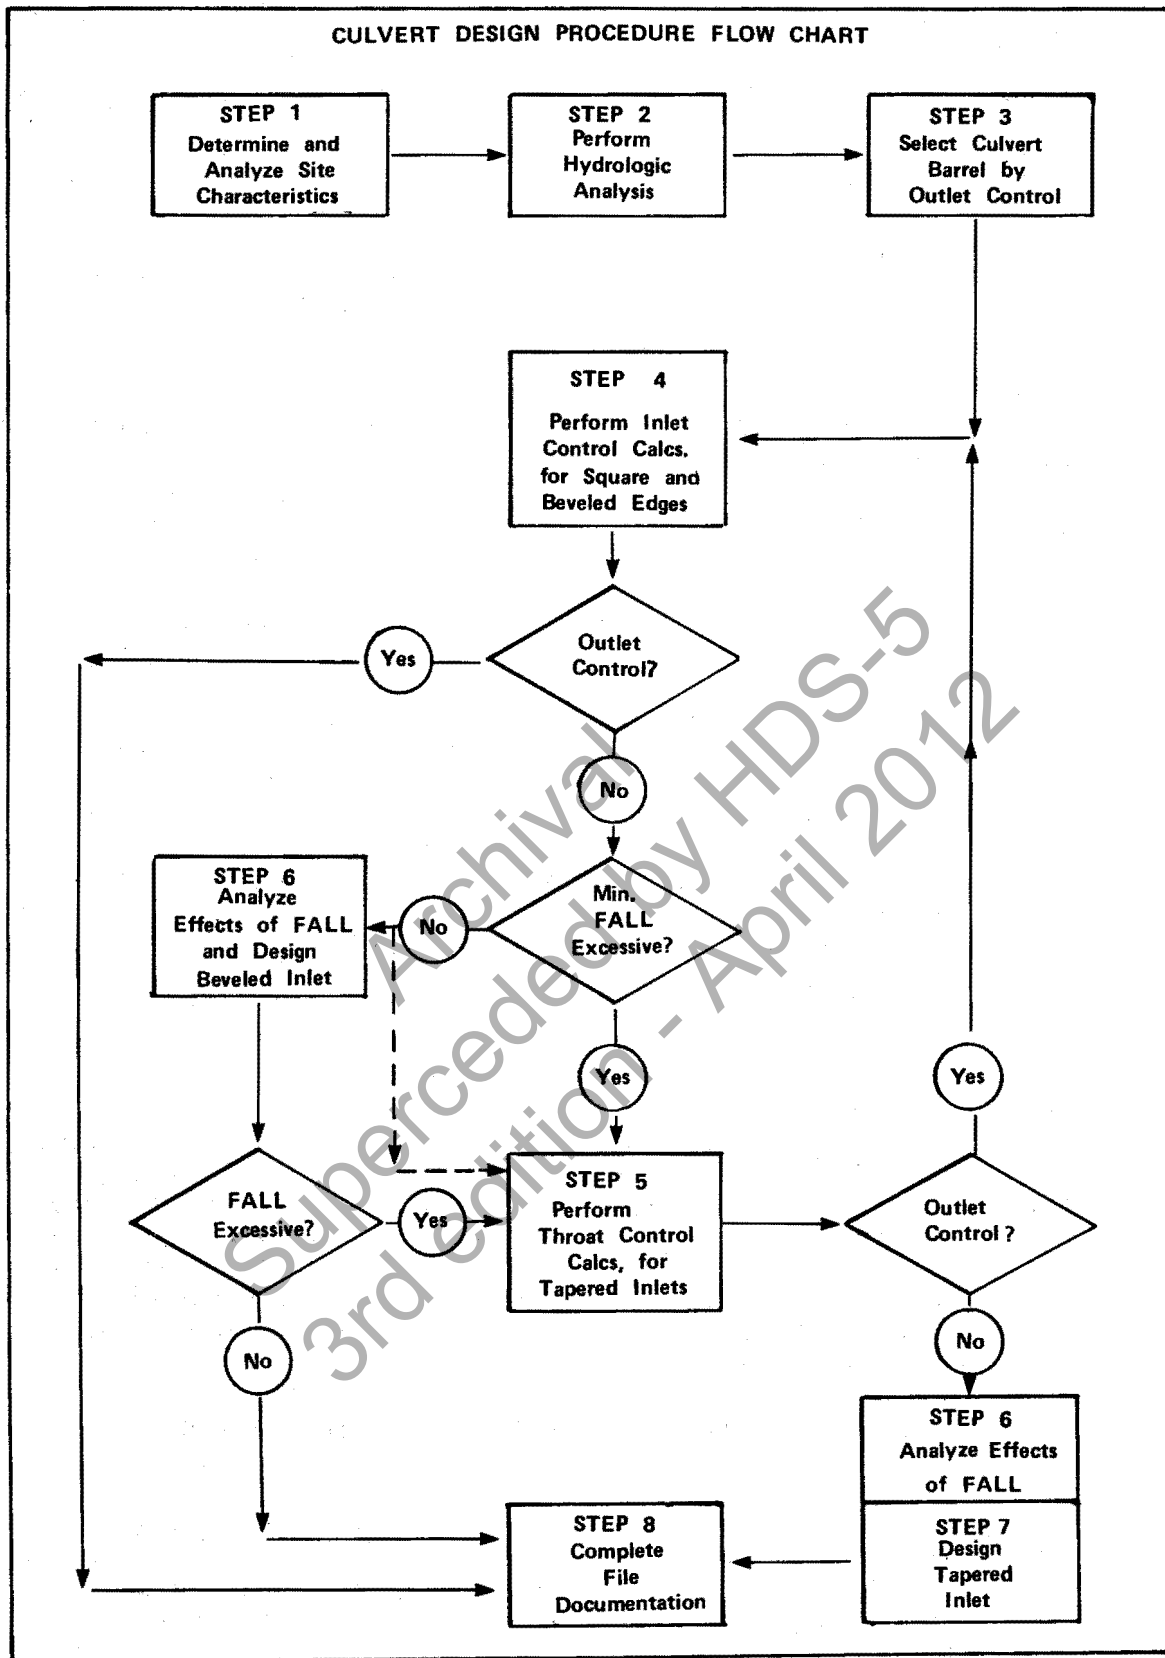 CULVERT DESIGN PROCEDURE FLOW CHART
STEP 1
Determine and
Analyze Site
Characteristics
STEP 2
Perform
Hydrologic
Analysis
STEP 3
Select Culvert
Barrel by
Outlet Control
STEP 4
Perform Inlet
Control Calcs.
for Square and
Beveled Edges
Outlet
Control?
Yes
No
Min.
FALL
Excessive?
No
STEP 6
Analyze
Effects of FALL
and Design
Beveled Inlet
Yes
Yes
FALL
Excessive?
Yes
STEP 5
Perform
Throat Control
Calcs, for
Tapered Inlets
Outlet
Control ?
No
No
STEP 6
Analyze Effects
of FALL
STEP 7
Design
Tapered
Inlet
STEP 8
Complete
File
Documentation
Archival
Superceded by HDS-5
3rd edition - April 2012